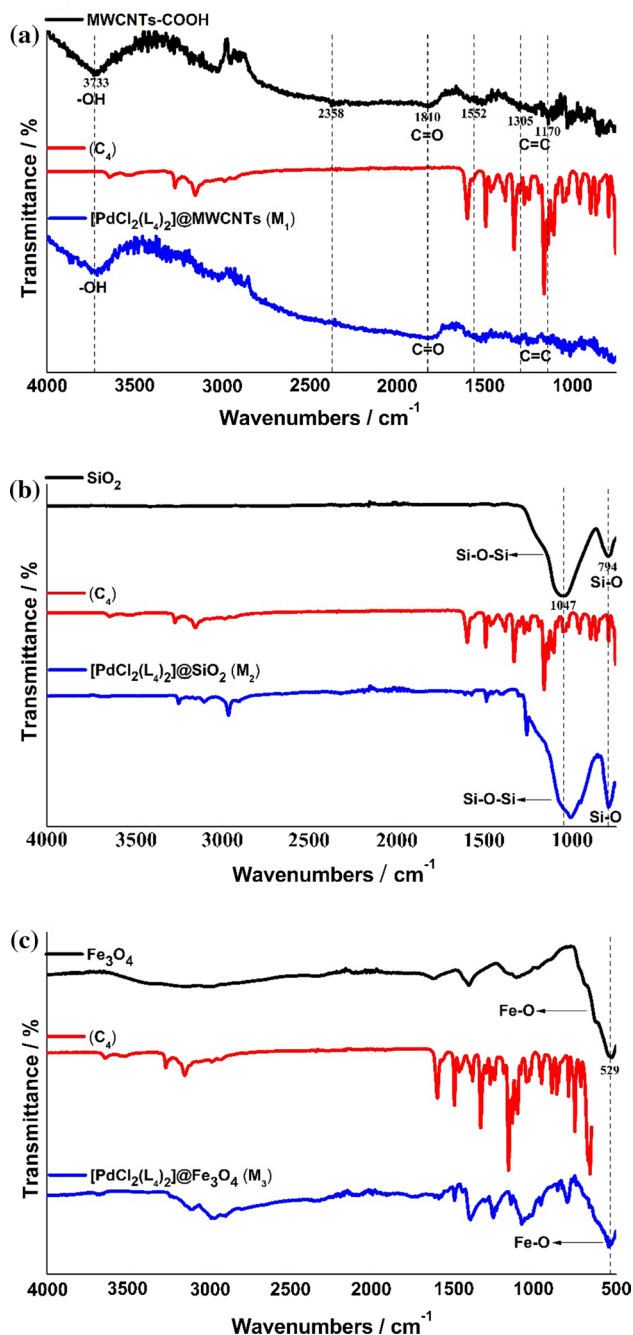 (a)
MWCNTs-COOH
3733
-OH
2358
1810
C=O
1552
1305
1170
C=C
(C4)
[PdCl2(L4)2]@MWCNTs (M1)
-OH
C=O
C=C
Transmittance / %
4000 3500 3000 2500 2000 1500 1000
Wavenumbers / cm-1
(b)
SiO2
Si-O-Si
1047
794
Si-O
(C4)
[PdCl2(L4)2]@SiO2 (M2)
Si-O-Si
Si-O
Transmittance / %
4000 3500 3000 2500 2000 1500 1000
Wavenumbers / cm-1
(c)
Fe3O4
Fe-O
529
(C4)
[PdCl2(L4)2]@Fe3O4 (M3)
Fe-O
Transmittance / %
4000 3500 3000 2500 2000 1500 1000 500
Wavenumbers / cm-1